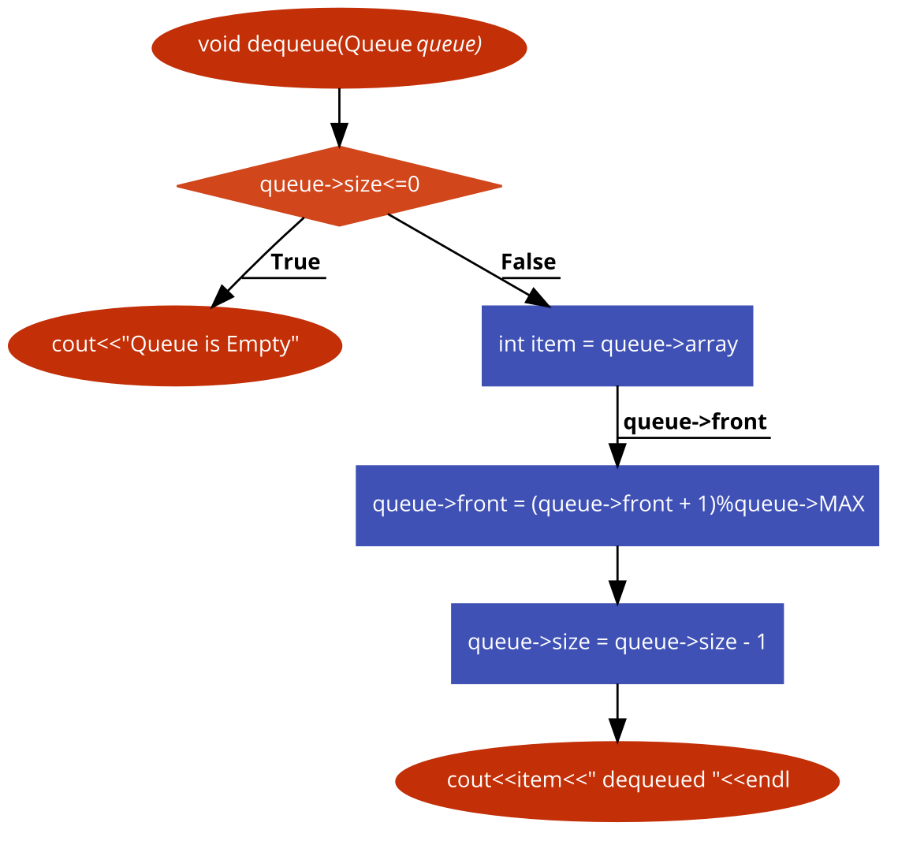 void dequeue(Queue queue)
queue->size<=0
True
False
cout<<"Queue is Empty"
int item = queue->array
queue->front
queue->front = (queue->front + 1)%queue->MAX
queue->size = queue->size - 1
cout<<item<<" dequeued "<<endl